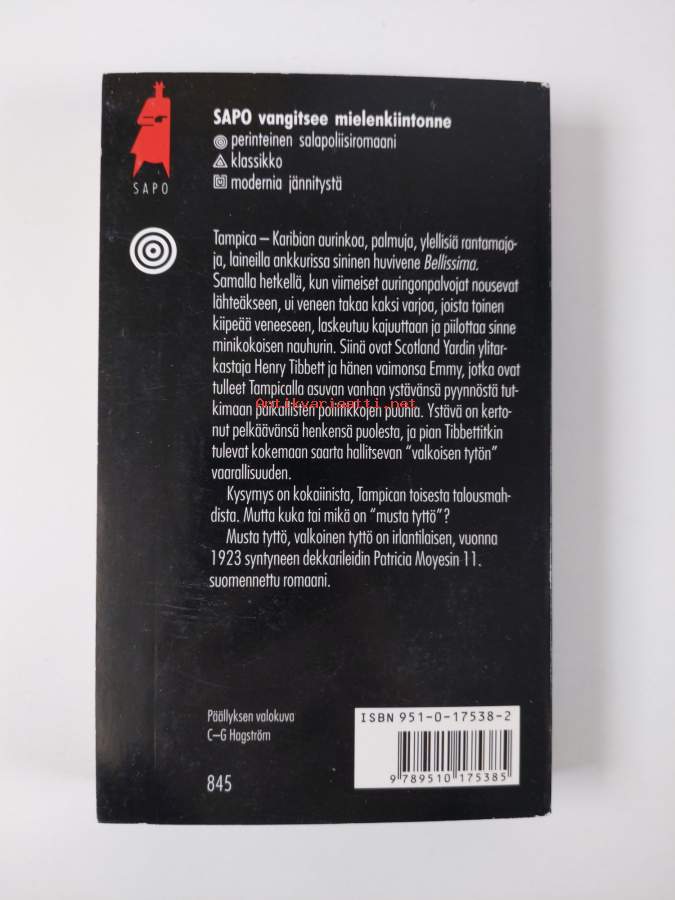 SAPO vangitsee mielenkiintonne
perinteinen salapoliisiromaani
klassikko
modernia jännitystä
SAPO
Tampica – Karibian aurinkoa, palmuja, ylellisiä rantamajo-
ja, laineilla ankkurissa sininen huvivene Bellissima.
Samalla hetkellä, kun viimeiset auringonpalvojat nousevat
lähteäkseen, ui veneen takaa kaksi varjoa, joista toinen
kiipeää veneeseen, laskeutuu kajuuttaan ja piilottaa sinne
minikokoisen nauhurin. Siinä ovat Scotland Yardin ylitar-
kastaja Henry Tibbett ja hänen vaimonsa Emmy, jotka ovat
tulleet Tampicalla asuvan vanhan ystävänsä pyynnöstä tut-
kimaan paikallisten poliitikkojen puuhia. Ystävä on kerto-
Antikvariaatti.net
nut pelkäävänsä henkensä puolesta, ja pian Tibbettitkin
tulevat kokemaan saarta hallitsevan "valkoisen tytön"
vaarallisuuden.
Kysymys on kokaiinista, Tampican toisesta talousmah-
dista. Mutta kuka tai mikä on "musta tyttö"?
Musta tyttö, valkoinen tyttö on irlantilaisen, vuonna
1923 syntyneen dekkarileidin Patricia Moyesin 11.
suomennettu romaani.
Päällyksen valokuva
C–G Hagström
845
ISBN 951-0-17538-2
9 789510 175385